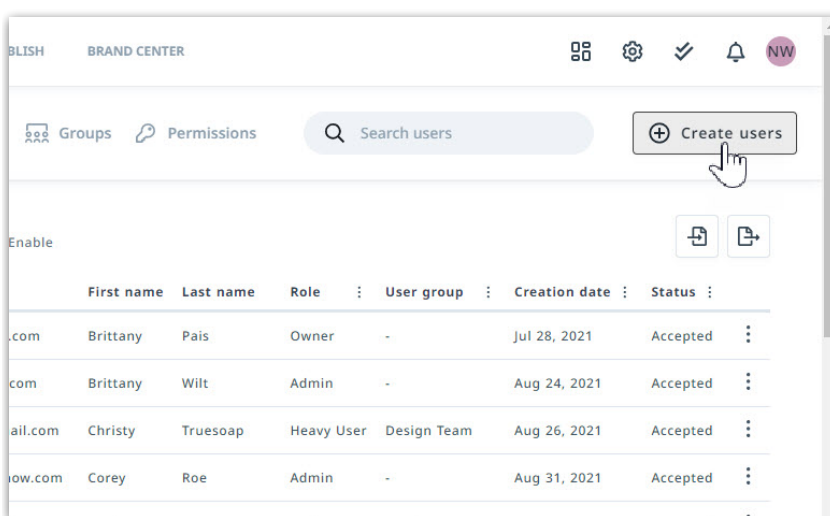 BLISH BRAND CENTER NW
Groups Permissions Search users Create users
Enable
First name Last name Role User group Creation date Status
.com Brittany Pais Owner - Jul 28, 2021 Accepted
com Brittany Wilt Admin - Aug 24, 2021 Accepted
ail.com Christy Truesoap Heavy User Design Team Aug 26, 2021 Accepted
now.com Corey Roe Admin - Aug 31, 2021 Accepted